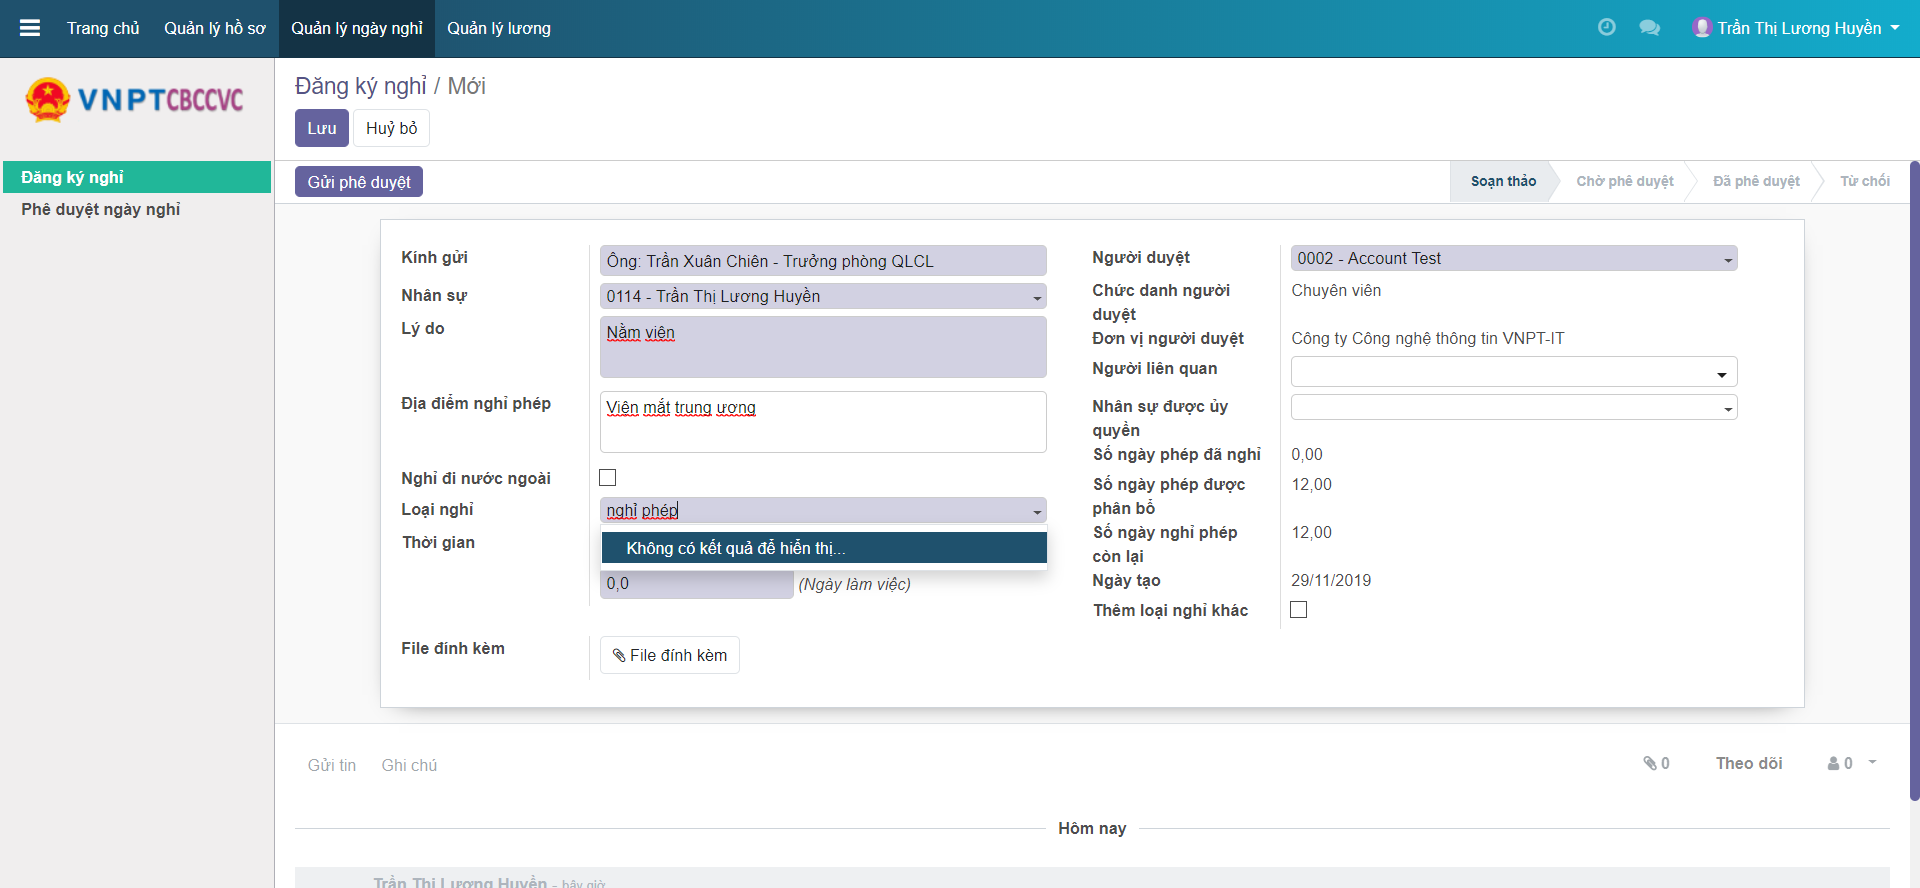 Trang chủ Quản lý hồ sơ Quản lý ngày nghỉ Quản lý lương Trần Thị Lương Huyền
VNPTCBCCVC
Đăng ký nghỉ
Phê duyệt ngày nghỉ
Đăng ký nghỉ / Mới
Lưu Huỷ bỏ
Gửi phê duyệt
Soạn thảo Chờ phê duyệt Đã phê duyệt Từ chối
Kính gửi Ông: Trần Xuân Chiên - Trưởng phòng QLCL
Nhân sự 0114 - Trần Thị Lương Huyền
Lý do Nằm viện
Địa điểm nghỉ phép Viện mắt trung ương
Nghỉ đi nước ngoài
Loại nghỉ nghỉ phép
Không có kết quả để hiển thị...
Thời gian
0,0 (Ngày làm việc)
File đính kèm File đính kèm
Người duyệt 0002 - Account Test
Chức danh người duyệt Chuyên viên
Đơn vị người duyệt Công ty Công nghệ thông tin VNPT-IT
Người liên quan
Nhân sự được ủy quyền
Số ngày phép đã nghỉ 0,00
Số ngày phép được phân bổ 12,00
Số ngày nghỉ phép còn lại 12,00
Ngày tạo 29/11/2019
Thêm loại nghỉ khác
Gửi tin Ghi chú 0 Theo dõi 0
Hôm nay
Trần Thị Lương Huyền - bây giờ